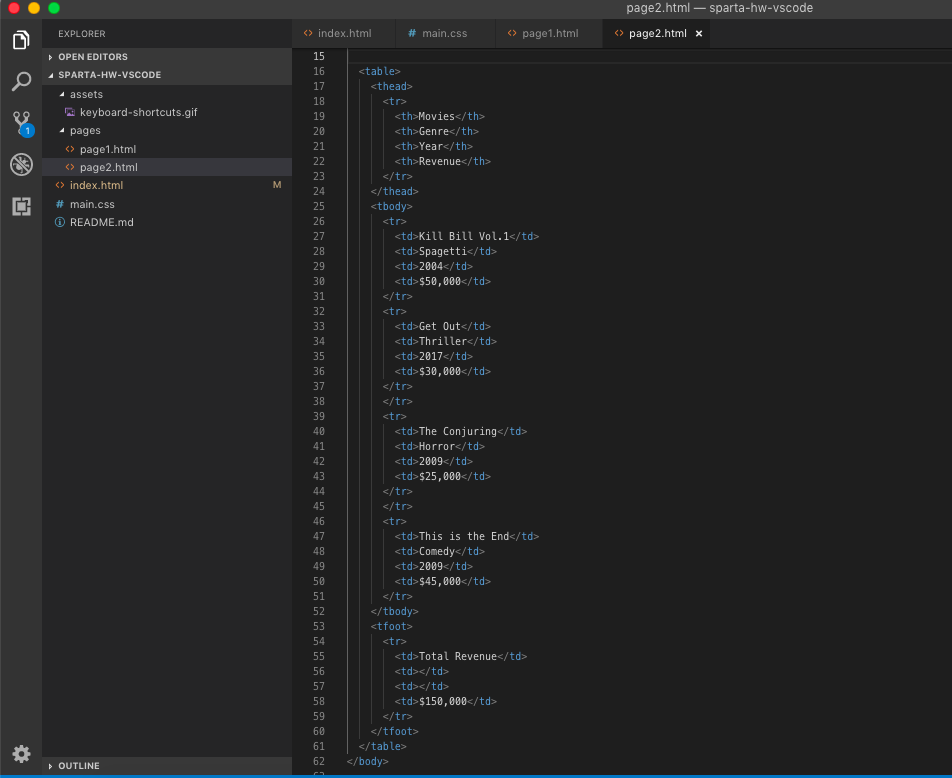 page2.html — sparta-hw-vscode
EXPLORER
OPEN EDITORS
SPARTA-HW-VSCODE
assets
keyboard-shortcuts.gif
pages
page1.html
page2.html
index.html M
main.css
README.md
1
OUTLINE
index.html # main.css page1.html page2.html ×
15
16 <table>
17 <thead>
18 <tr>
19 <th>Movies</th>
20 <th>Genre</th>
21 <th>Year</th>
22 <th>Revenue</th>
23 </tr>
24 </thead>
25 <tbody>
26 <tr>
27 <td>Kill Bill Vol.1</td>
28 <td>Spagetti</td>
29 <td>2004</td>
30 <td>$50,000</td>
31 </tr>
32 <tr>
33 <td>Get Out</td>
34 <td>Thriller</td>
35 <td>2017</td>
36 <td>$30,000</td>
37 </tr>
38 </tr>
39 <tr>
40 <td>The Conjuring</td>
41 <td>Horror</td>
42 <td>2009</td>
43 <td>$25,000</td>
44 </tr>
45 </tr>
46 <tr>
47 <td>This is the End</td>
48 <td>Comedy</td>
49 <td>2009</td>
50 <td>$45,000</td>
51 </tr>
52 </tbody>
53 <tfoot>
54 <tr>
55 <td>Total Revenue</td>
56 <td></td>
57 <td></td>
58 <td>$150,000</td>
59 </tr>
60 </tfoot>
61 </table>
62 </body>